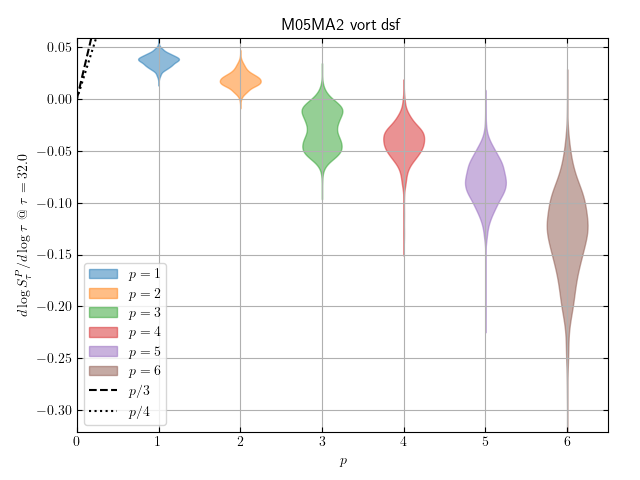 M05MA2 vort dsf
0.05
0.00
−0.05
−0.10
−0.15
−0.20
−0.25
−0.30
d log S_τ^P / d log τ @ τ = 32.0
p = 1
p = 2
p = 3
p = 4
p = 5
p = 6
p/3
p/4
0 1 2 3 4 5 6
p